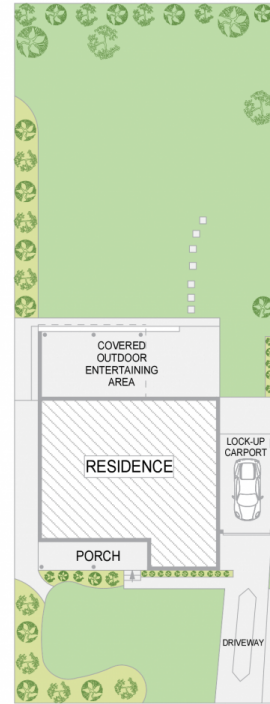 COVERED
OUTDOOR
ENTERTAINING
AREA
LOCK-UP
CARPORT
RESIDENCE
PORCH
DRIVEWAY